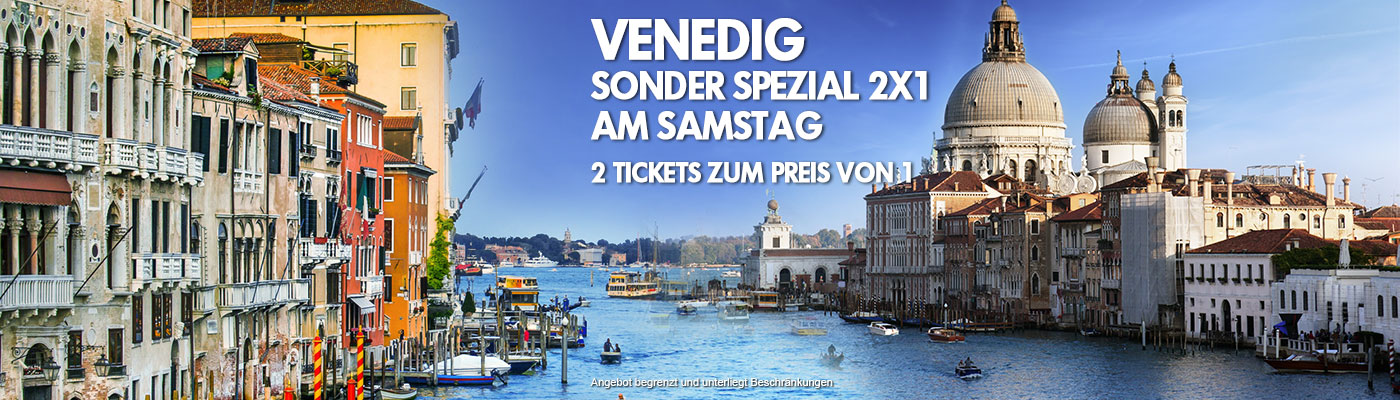 VENEDIG
SONDER SPEZIAL 2X1
AM SAMSTAG
2 TICKETS ZUM PREIS VON 1
Angebot begrenzt und unterliegt Beschränkungen